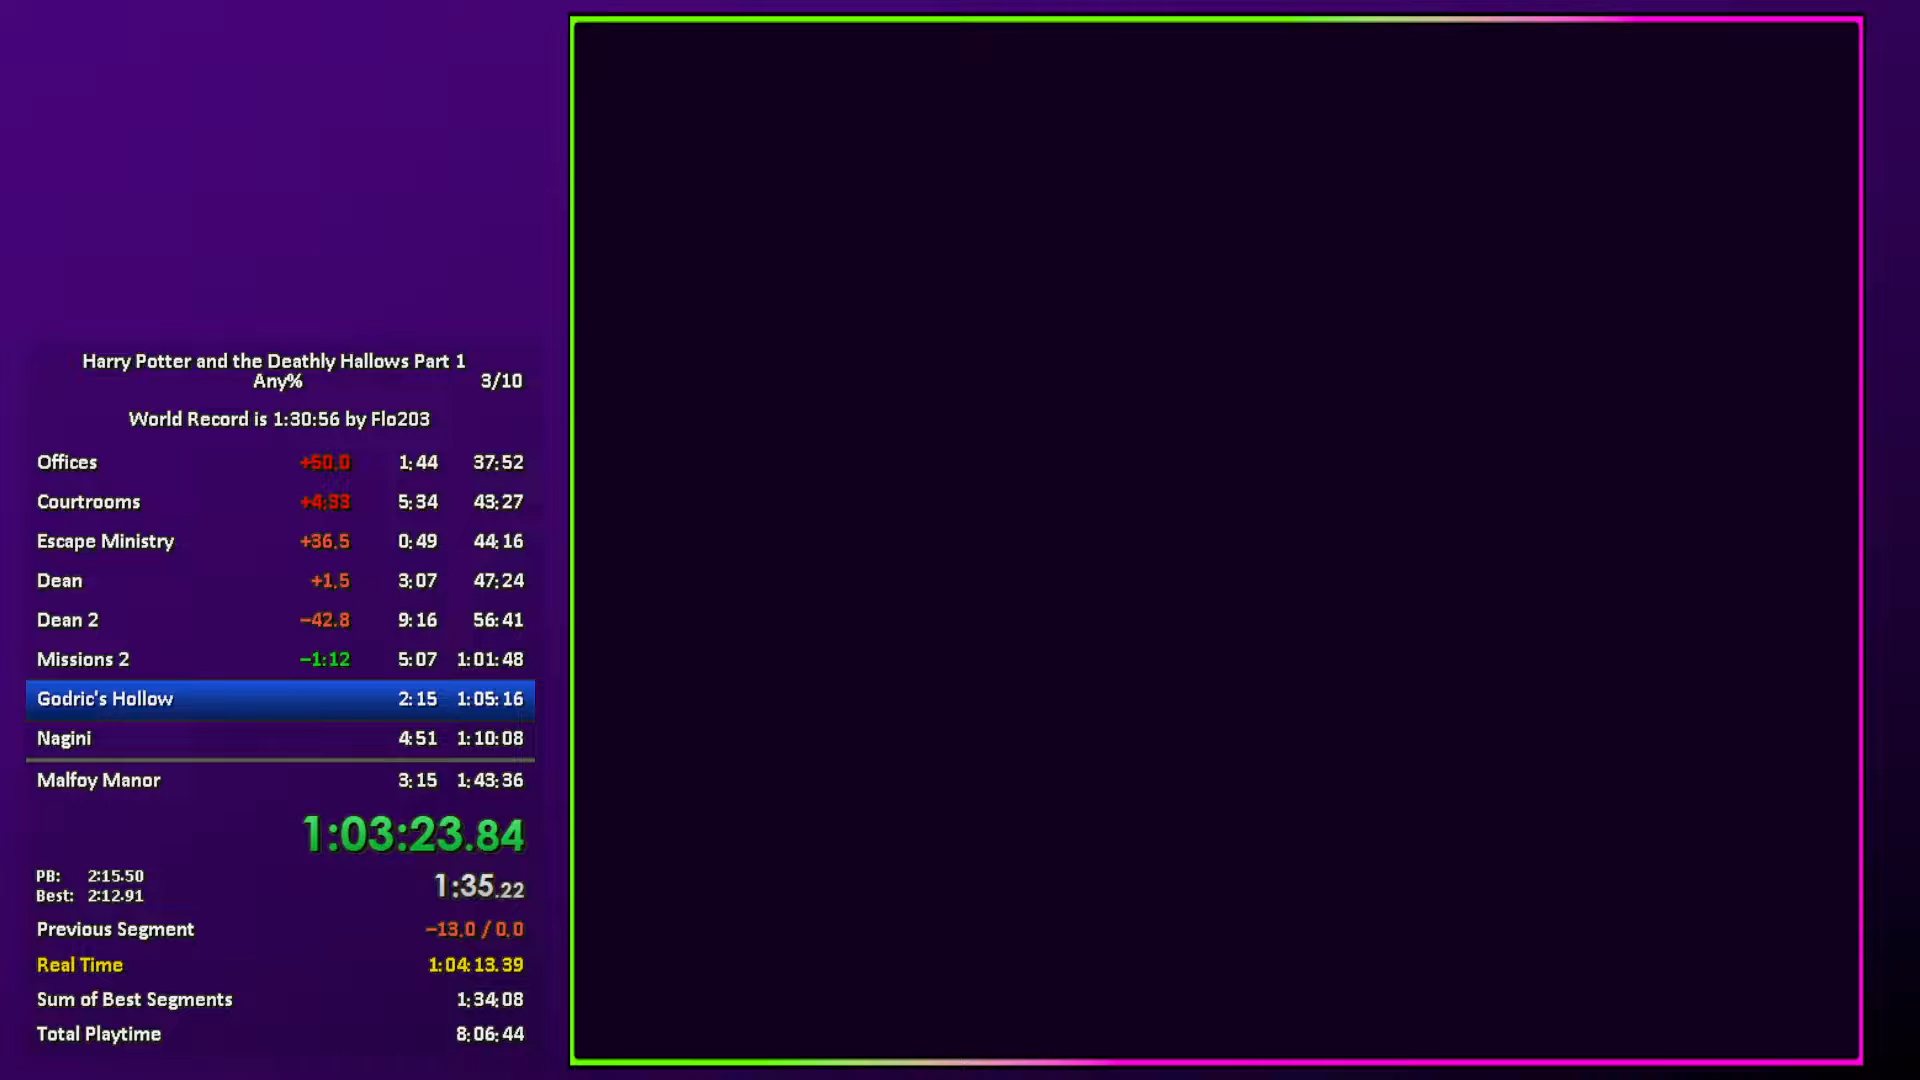 Harry Potter and the Deathly Hallows Part 1
Any% 3/10
World Record is 1:30:56 by Flo203
Offices +50.0 1:44 37:52
Courtrooms +4:33 5:34 43:27
Escape Ministry +36.5 0:49 44:16
Dean +1.5 3:07 47:24
Dean 2 −42.8 9:16 56:41
Missions 2 −1:12 5:07 1:01:48
Godric's Hollow 2:15 1:05:16
Nagini 4:51 1:10:08
Malfoy Manor 3:15 1:43:36
1:03:23.84
PB: 2:15.50
1:35.22
Best: 2:12.91
Previous Segment −13.0 / 0.0
Real Time 1:04:13.39
Sum of Best Segments 1:34:08
Total Playtime 8:06:44